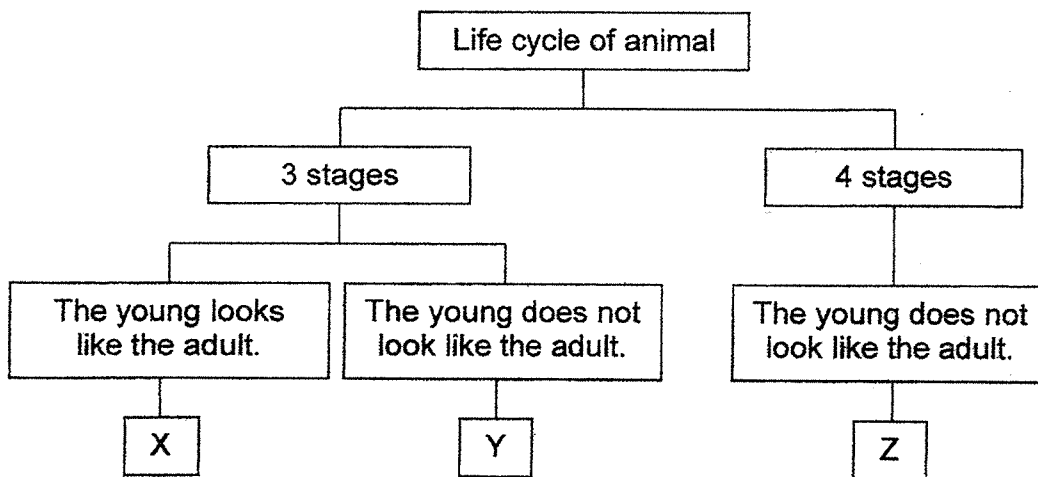 Life cycle of animal
3 stages
4 stages
The young looks
like the adult.
The young does not
look like the adult.
The young does not
look like the adult.
X
Y
Z